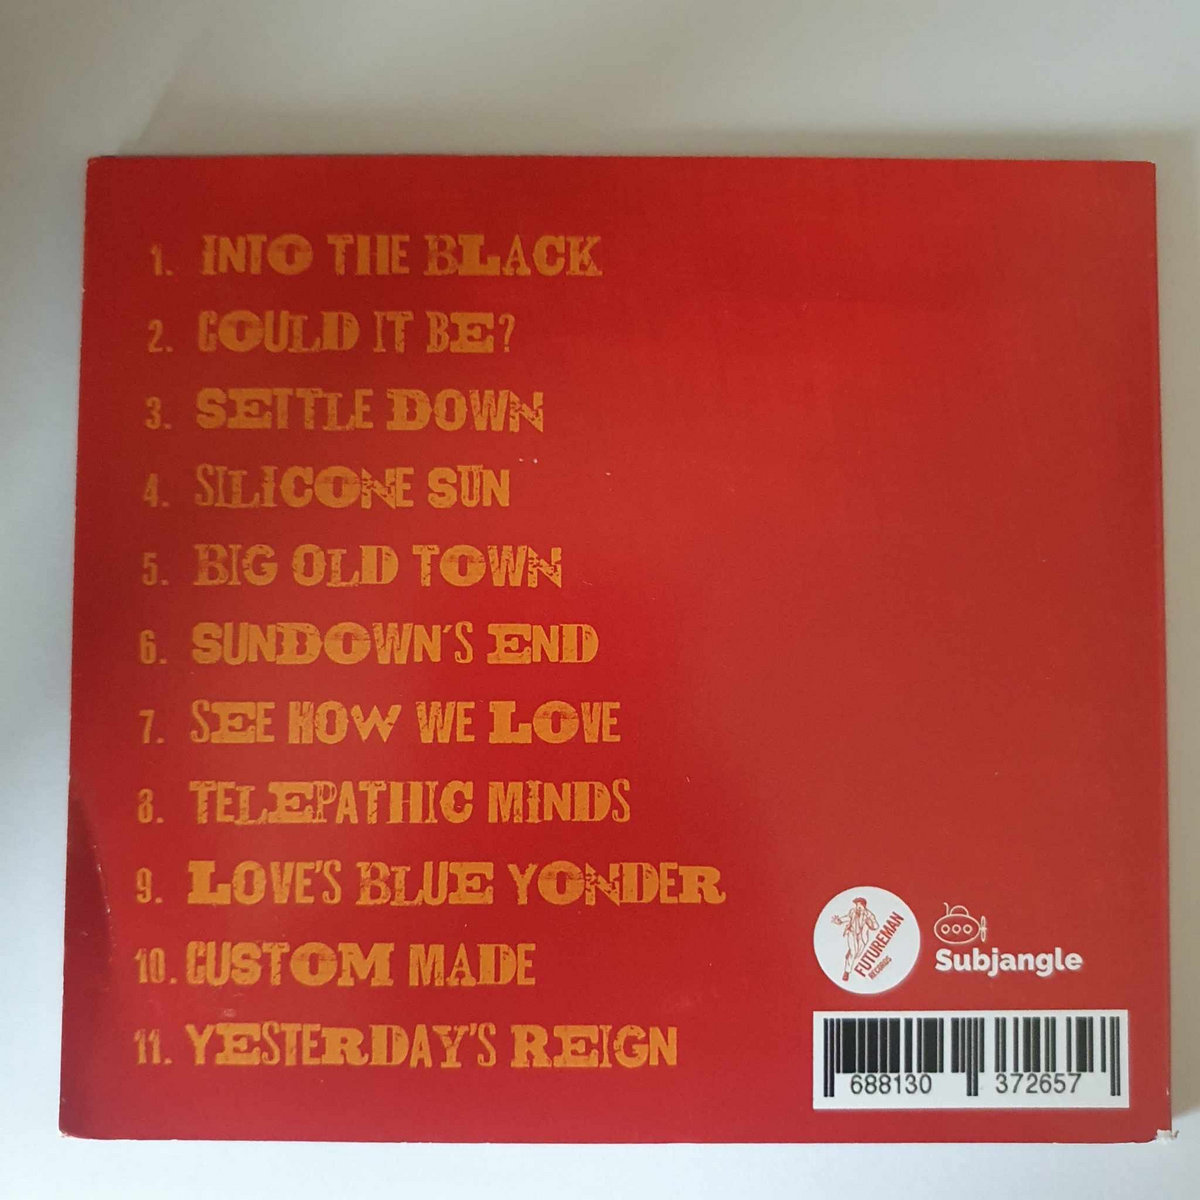 1. INTO THE BLACK
2. COULD IT BE?
3. SETTLE DOWN
4. SILICONE SUN
5. BIG OLD TOWN
6. SUNDOWN'S END
7. SEE HOW WE LOVE
8. TELEPATHIC MINDS
9. LOVE'S BLUE YONDER
10. CUSTOM MADE
11. YESTERDAY'S REIGN
FUTUREMAN
RECORDS
Subjangle
688130 372657